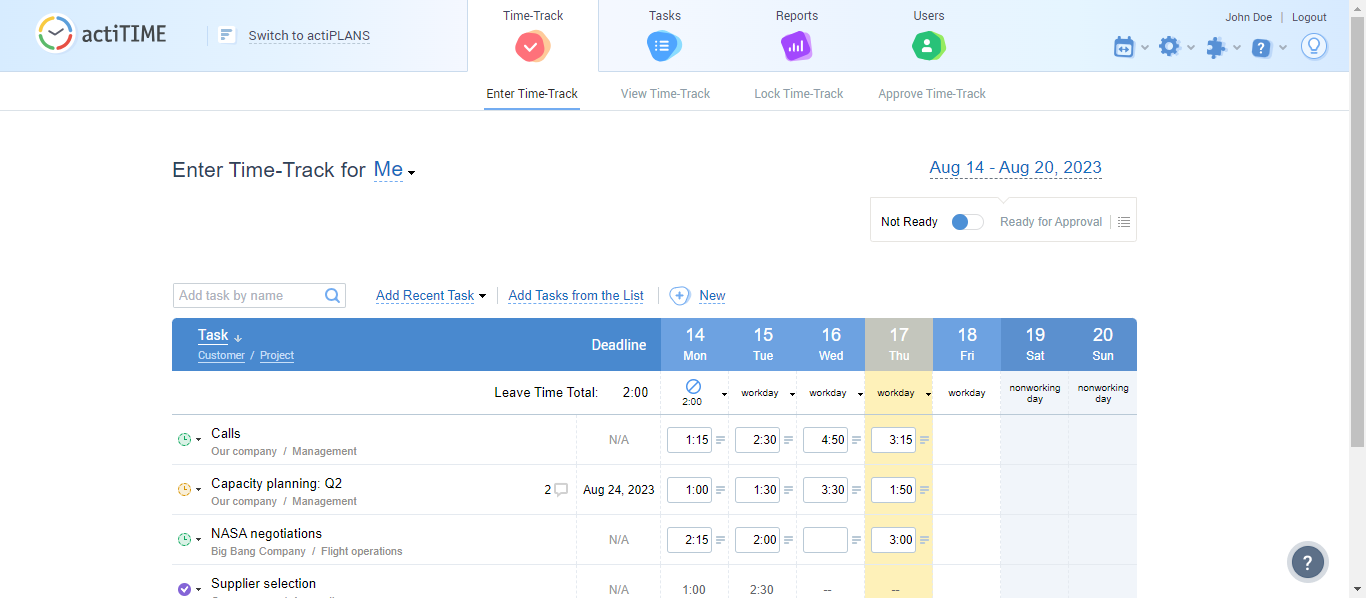 actiTIME
Switch to actiPLANS
Time-Track
Tasks
Reports
Users
John Doe | Logout
?
Enter Time-Track
View Time-Track
Lock Time-Track
Approve Time-Track
Enter Time-Track for Me
Aug 14 - Aug 20, 2023
Not Ready
Ready for Approval
Add task by name
Add Recent Task
Add Tasks from the List
New
Task ↓
Customer / Project
Deadline
14 15 16 17 18 19 20
Mon Tue Wed Thu Fri Sat Sun
Leave Time Total: 2:00 2:00 workday workday workday workday nonworking day nonworking day
Calls
Our company / Management
N/A 1:15 2:30 4:50 3:15
Capacity planning: Q2
Our company / Management
2 Aug 24, 2023 1:00 1:30 3:30 1:50
NASA negotiations
Big Bang Company / Flight operations
N/A 2:15 2:00 3:00
?
Supplier selection
N/A 1:00 2:30 -- --